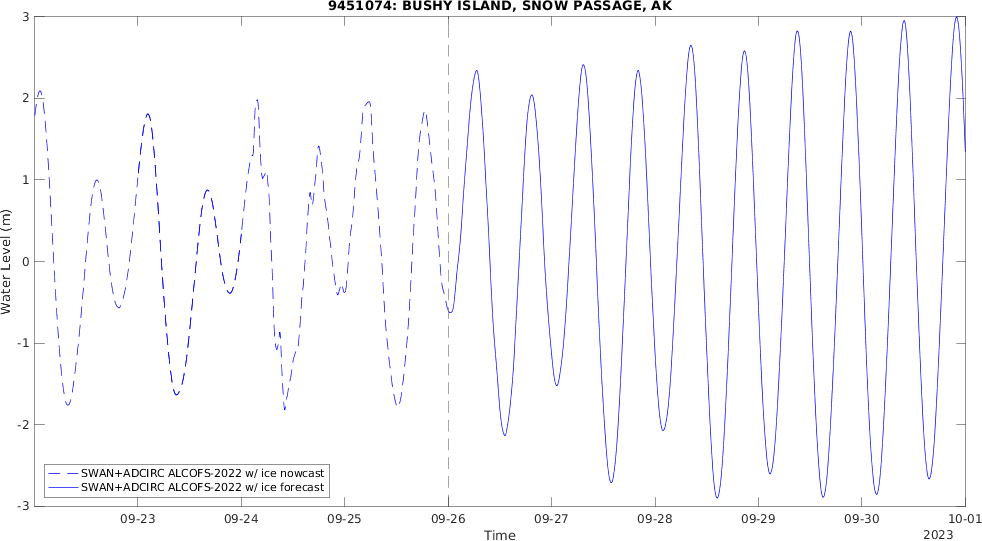 9451074: BUSHY ISLAND, SNOW PASSAGE, AK
3
2
1
0
-1
-2
-3
Water Level (m)
SWAN+ADCIRC ALCOFS-2022 w/ ice nowcast
SWAN+ADCIRC ALCOFS-2022 w/ ice forecast
09-23 09-24 09-25 09-26 09-27 09-28 09-29 09-30 10-01
Time
2023